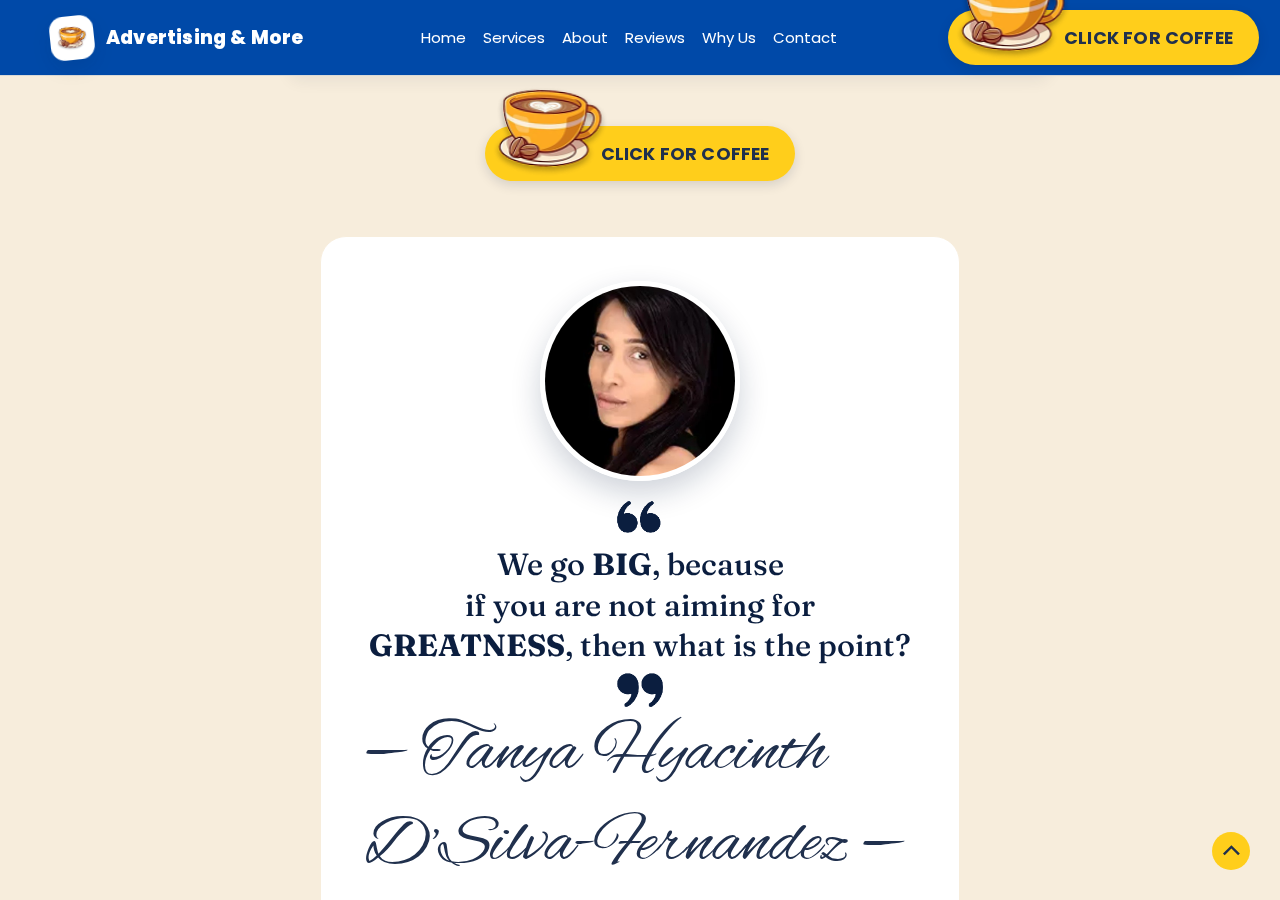 Advertising & More
Home Services About Reviews Why Us Contact
CLICK FOR COFFEE
CLICK FOR COFFEE
“
We go BIG, because
if you are not aiming for
GREATNESS, then what is the point?
”
– Tanya Hyacinth
D'Silva-Fernandez –